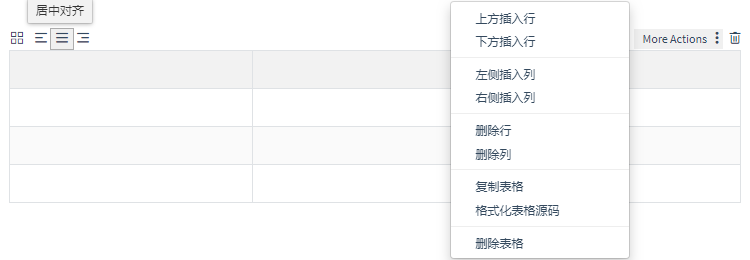 居中对齐
More Actions
上方插入行
下方插入行
左侧插入列
右侧插入列
删除行
删除列
复制表格
格式化表格源码
删除表格